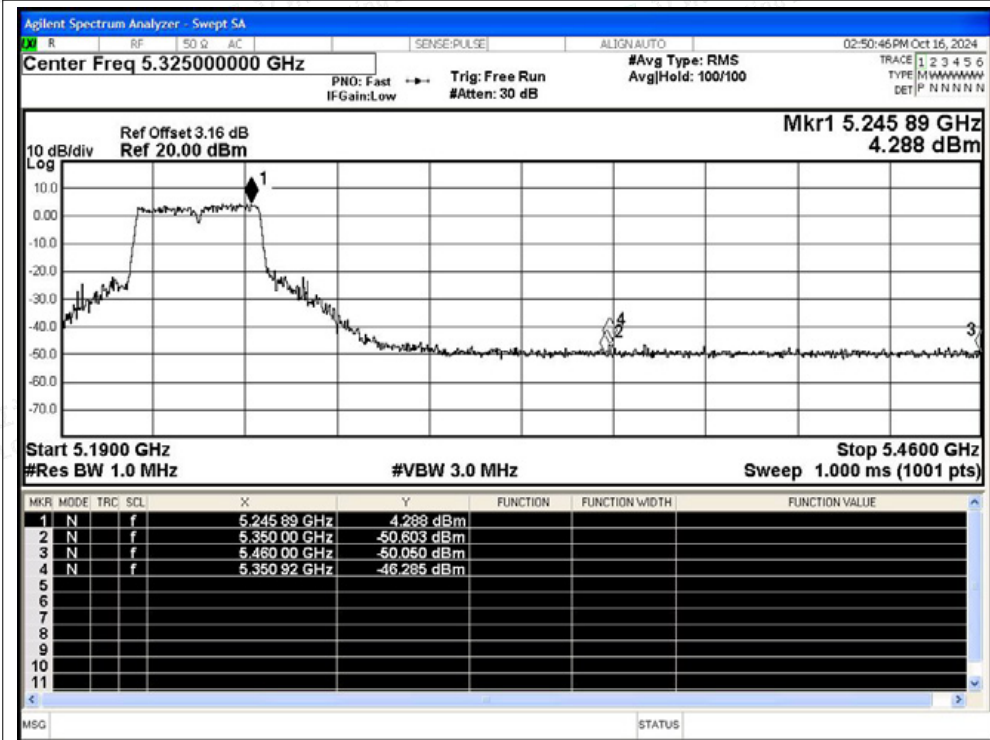 Agilent Spectrum Analyzer - Swept SA
R RF 50 Ω AC SENSE:PULSE ALIGN AUTO 02:50:46 PM Oct 16, 2024
Center Freq 5.325000000 GHz #Avg Type: RMS TRACE 1 2 3 4 5 6
PNO: Fast Trig: Free Run Avg|Hold: 100/100 TYPE M W W W W W
IFGain:Low #Atten: 30 dB DET P N N N N N
Mkr1 5.245 89 GHz
Ref Offset 3.16 dB
10 dB/div Ref 20.00 dBm 4.288 dBm
Log
1
10.0
0.00
-10.0
-20.0
-30.0
4
-40.0
2 3
-50.0
-60.0
-70.0
Start 5.1900 GHz Stop 5.4600 GHz
#Res BW 1.0 MHz #VBW 3.0 MHz Sweep 1.000 ms (1001 pts)
MKR MODE TRC SCL X Y FUNCTION FUNCTION WIDTH FUNCTION VALUE
1 N f 5.245 89 GHz 4.288 dBm
2 N f 5.350 00 GHz -50.603 dBm
3 N f 5.460 00 GHz -50.050 dBm
4 N f 5.350 92 GHz -46.285 dBm
5
6
7
8
9
10
11
MSG STATUS